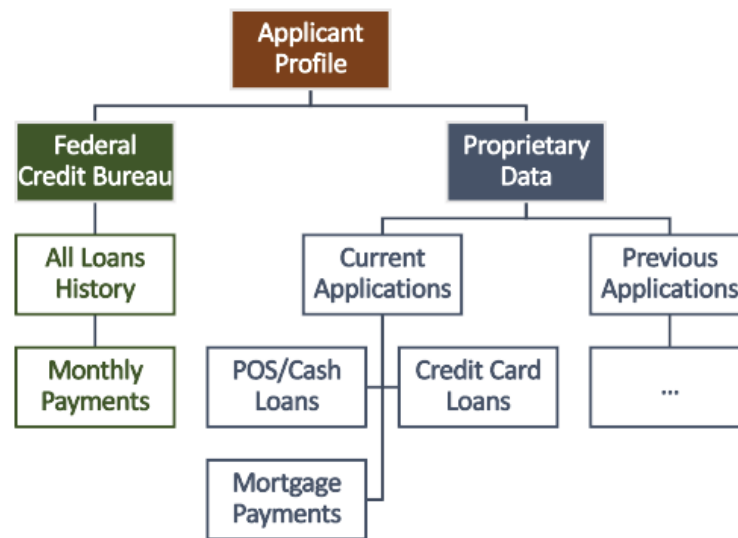 Applicant
Profile
Federal
Credit Bureau
Proprietary
Data
All Loans
History
Current
Applications
Previous
Applications
Monthly
Payments
POS/Cash
Loans
Credit Card
Loans
...
Mortgage
Payments